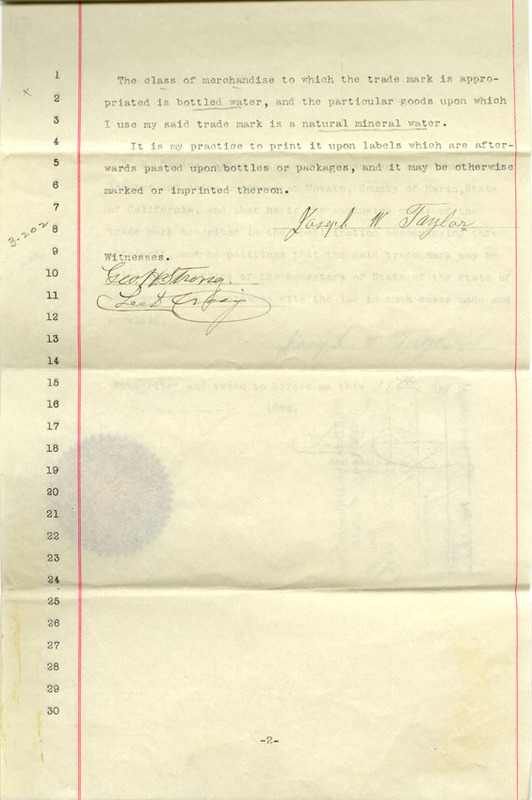 1 The class of merchandise to which the trade mark is appro-
2 priated is bottled water, and the particular goods upon which
3 I use my said trade mark is a natural mineral water.
4 It is my practice to print it upon labels which are after-
5 wards pasted upon bottles or packages, and it may be otherwise
6 marked or imprinted thereon.
7
8 Joseph W Taylor
3-202
9 Witnesses.
10 Geo. H. Strong.
11 Lee D. Craig
12
13
14
15
16
17
18
19
20
21
22
23
24
25
26
27
28
29
30
-2-